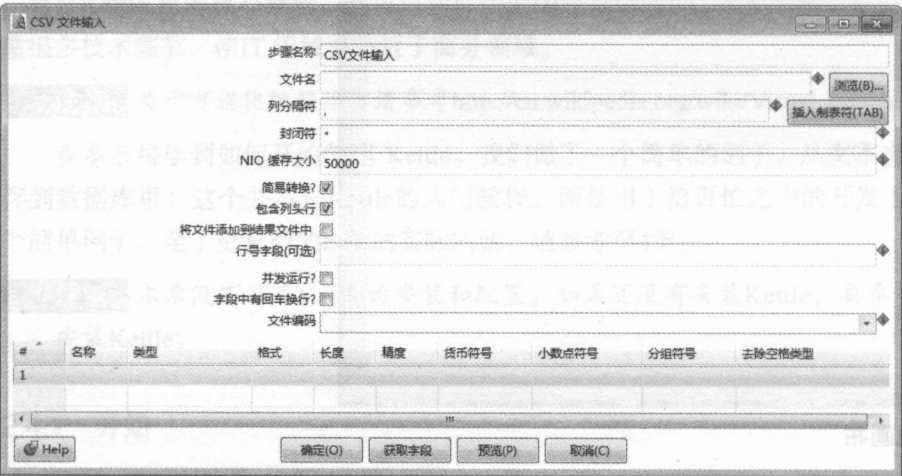 CSV 文件输入
步骤名称 CSV文件输入
文件名 浏览(B)...
列分隔符 , 插入制表符(TAB)
封闭符 "
NIO 缓存大小 50000
简易转换?
包含列头行
将文件添加到结果文件中
行号字段(可选)
并发运行?
字段中有回车换行?
文件编码
# 名称 类型 格式 长度 精度 货币符号 小数点符号 分组符号 去除空格类型
1
Help 确定(O) 获取字段 预览(P) 取消(C)